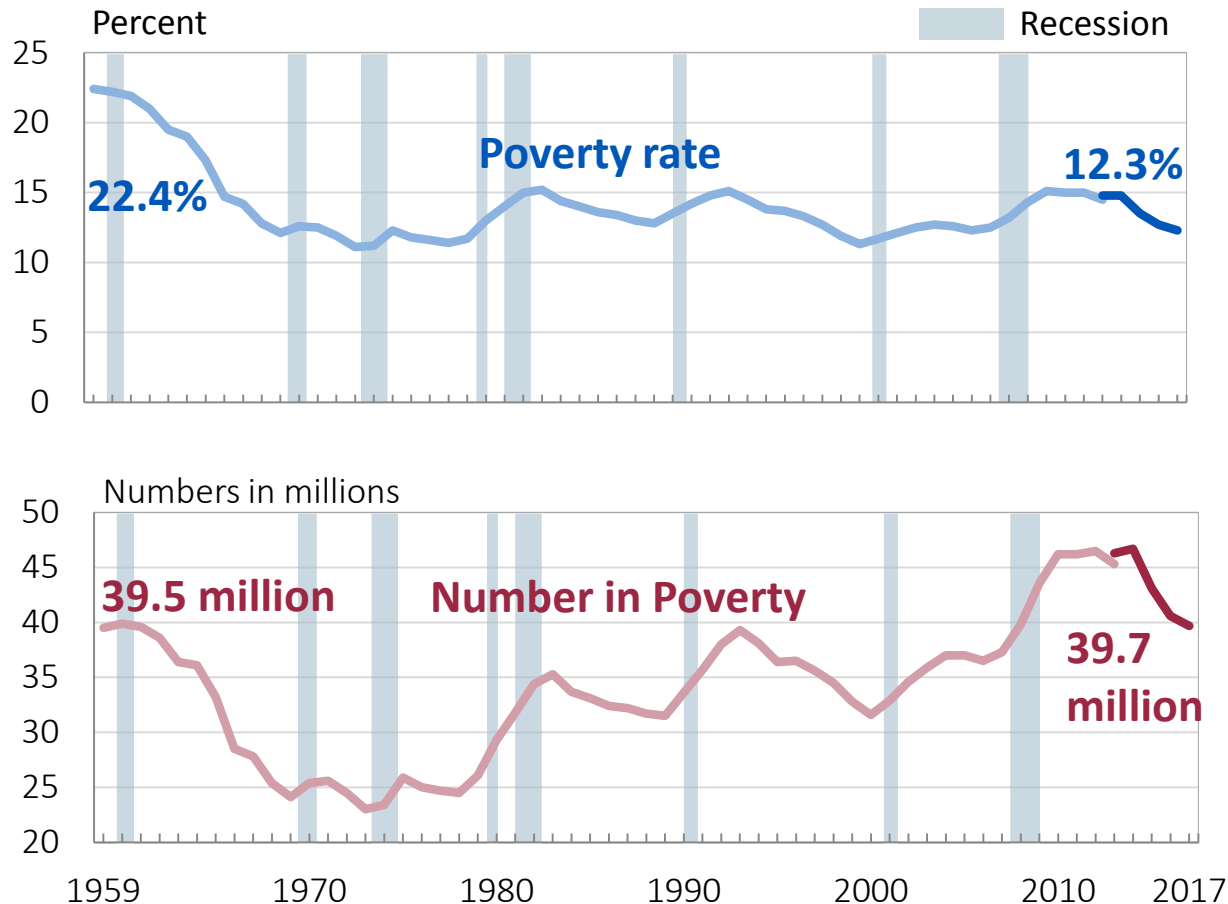 Percent
Recession
25
20
15
10
5
0
Poverty rate
22.4%
12.3%
Numbers in millions
50
45
40
35
30
25
20
39.5 million
Number in Poverty
39.7
million
1959 1970 1980 1990 2000 2010 2017